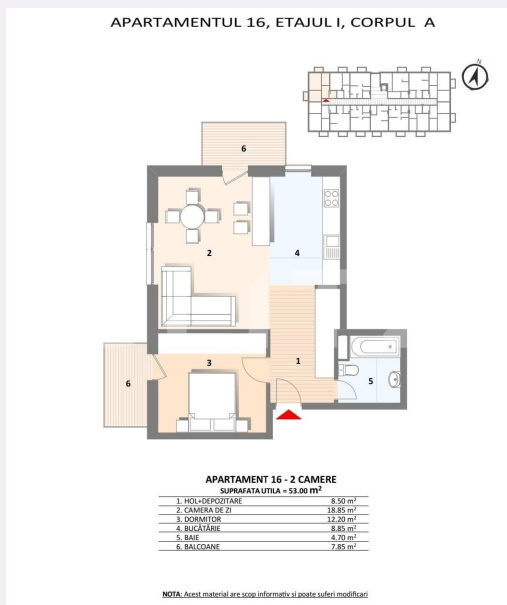 APARTAMENTUL 16, ETAJUL I, CORPUL A
N
6
2
4
3
6
1
5
APARTAMENT 16 - 2 CAMERE
SUPRAFATA UTILA = 53.00 m²
1. HOL+DEPOZITARE 8.50 m²
2. CAMERA DE ZI 18.85 m²
3. DORMITOR 12.20 m²
4. BUCĂTĂRIE 8.85 m²
5. BAIE 4.70 m²
6. BALCOANE 7.85 m²
NOTA: Acest material are scop informativ si poate suferi modificari